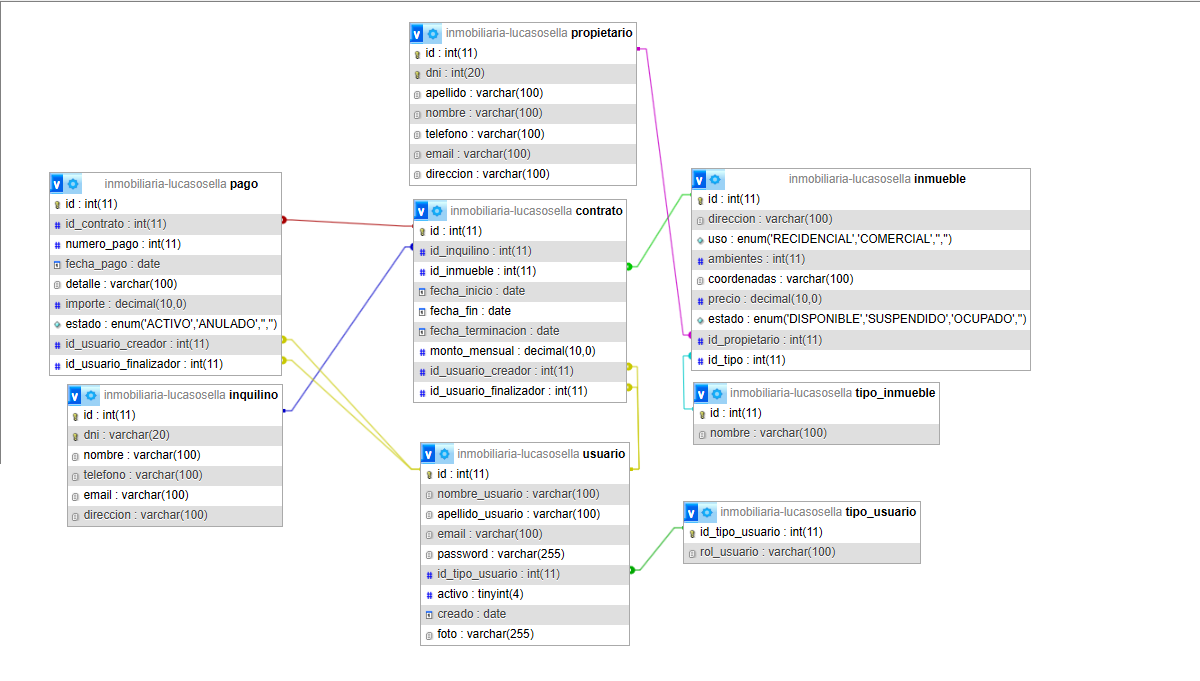 inmobiliaria-lucasosella propietario
id : int(11)
dni : int(20)
apellido : varchar(100)
nombre : varchar(100)
telefono : varchar(100)
email : varchar(100)
direccion : varchar(100)
inmobiliaria-lucasosella pago
id : int(11)
id_contrato : int(11)
numero_pago : int(11)
fecha_pago : date
detalle : varchar(100)
importe : decimal(10,0)
estado : enum('ACTIVO','ANULADO','','')
id_usuario_creador : int(11)
id_usuario_finalizador : int(11)
inmobiliaria-lucasosella contrato
id : int(11)
id_inquilino : int(11)
id_inmueble : int(11)
fecha_inicio : date
fecha_fin : date
fecha_terminacion : date
monto_mensual : decimal(10,0)
id_usuario_creador : int(11)
id_usuario_finalizador : int(11)
inmobiliaria-lucasosella inmueble
id : int(11)
direccion : varchar(100)
uso : enum('RECIDENCIAL','COMERCIAL','','')
ambientes : int(11)
coordenadas : varchar(100)
precio : decimal(10,0)
estado : enum('DISPONIBLE','SUSPENDIDO','OCUPADO','')
id_propietario : int(11)
id_tipo : int(11)
inmobiliaria-lucasosella inquilino
id : int(11)
dni : varchar(20)
nombre : varchar(100)
telefono : varchar(100)
email : varchar(100)
direccion : varchar(100)
inmobiliaria-lucasosella tipo_inmueble
id : int(11)
nombre : varchar(100)
inmobiliaria-lucasosella usuario
id : int(11)
nombre_usuario : varchar(100)
apellido_usuario : varchar(100)
email : varchar(100)
password : varchar(255)
id_tipo_usuario : int(11)
activo : tinyint(4)
creado : date
foto : varchar(255)
inmobiliaria-lucasosella tipo_usuario
id_tipo_usuario : int(11)
rol_usuario : varchar(100)